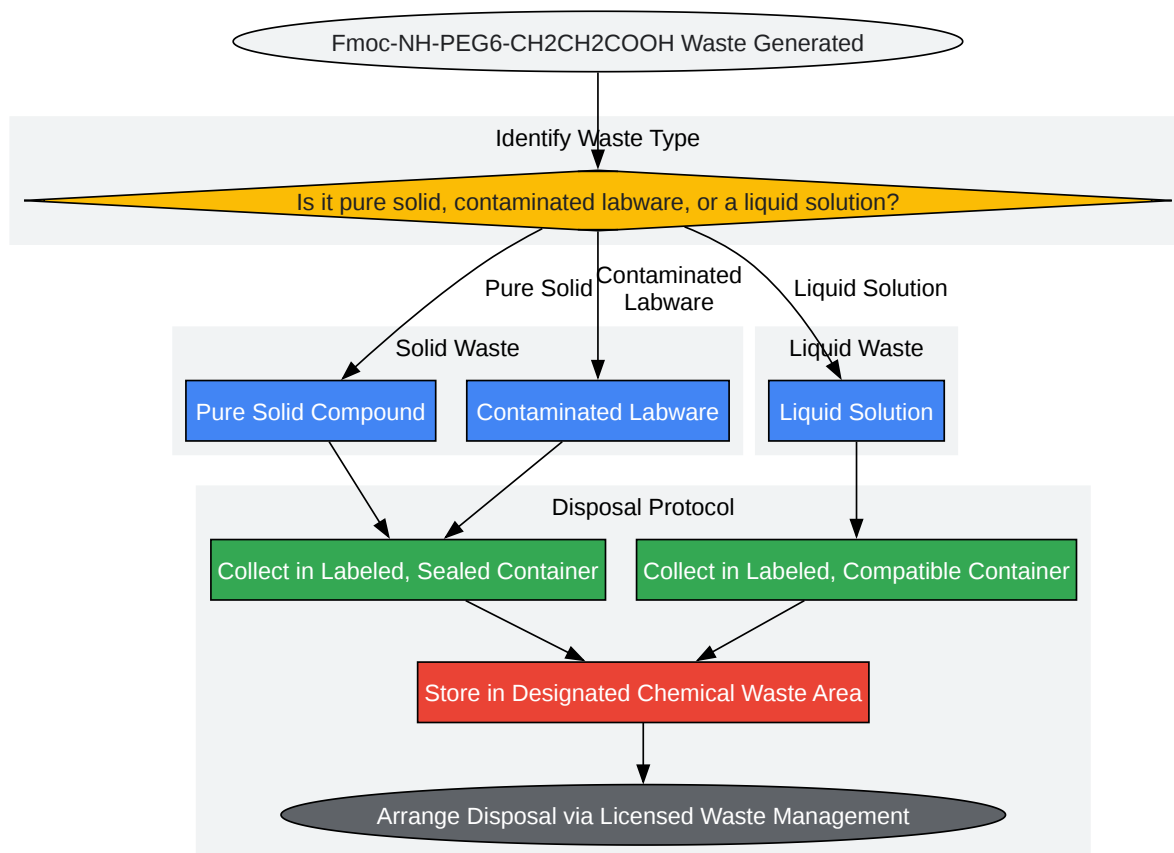 Fmoc-NH-PEG6-CH2CH2COOH Waste Generated
Identify Waste Type
Is it pure solid, contaminated labware, or a liquid solution?
Pure Solid
Contaminated
Labware
Liquid Solution
Solid Waste
Liquid Waste
Pure Solid Compound
Contaminated Labware
Liquid Solution
Disposal Protocol
Collect in Labeled, Sealed Container
Collect in Labeled, Compatible Container
Store in Designated Chemical Waste Area
Arrange Disposal via Licensed Waste Management